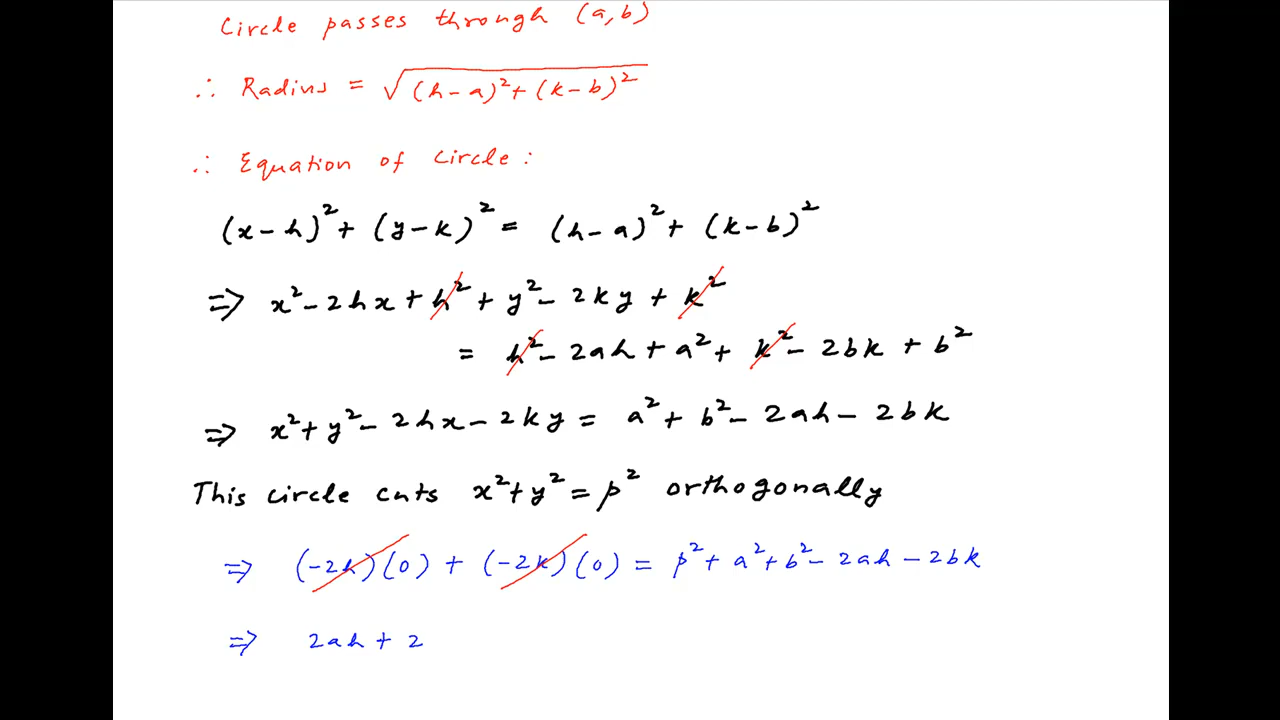 Circle passes through (a,b)
∴ Radius = √((h-a)²+(k-b)²)
∴ Equation of circle:
(x-h)²+(y-k)² = (h-a)²+(k-b)²
⇒ x²-2hx+h²+y²-2ky+k²
= h²-2ah+a²+k²-2bk+b²
⇒ x²+y²-2hx-2ky = a²+b²-2ah-2bk
This circle cuts x²+y²=p² orthogonally
⇒ (-2h)(0)+(-2k)(0) = p²+a²+b²-2ah-2bk
⇒ 2ah+2